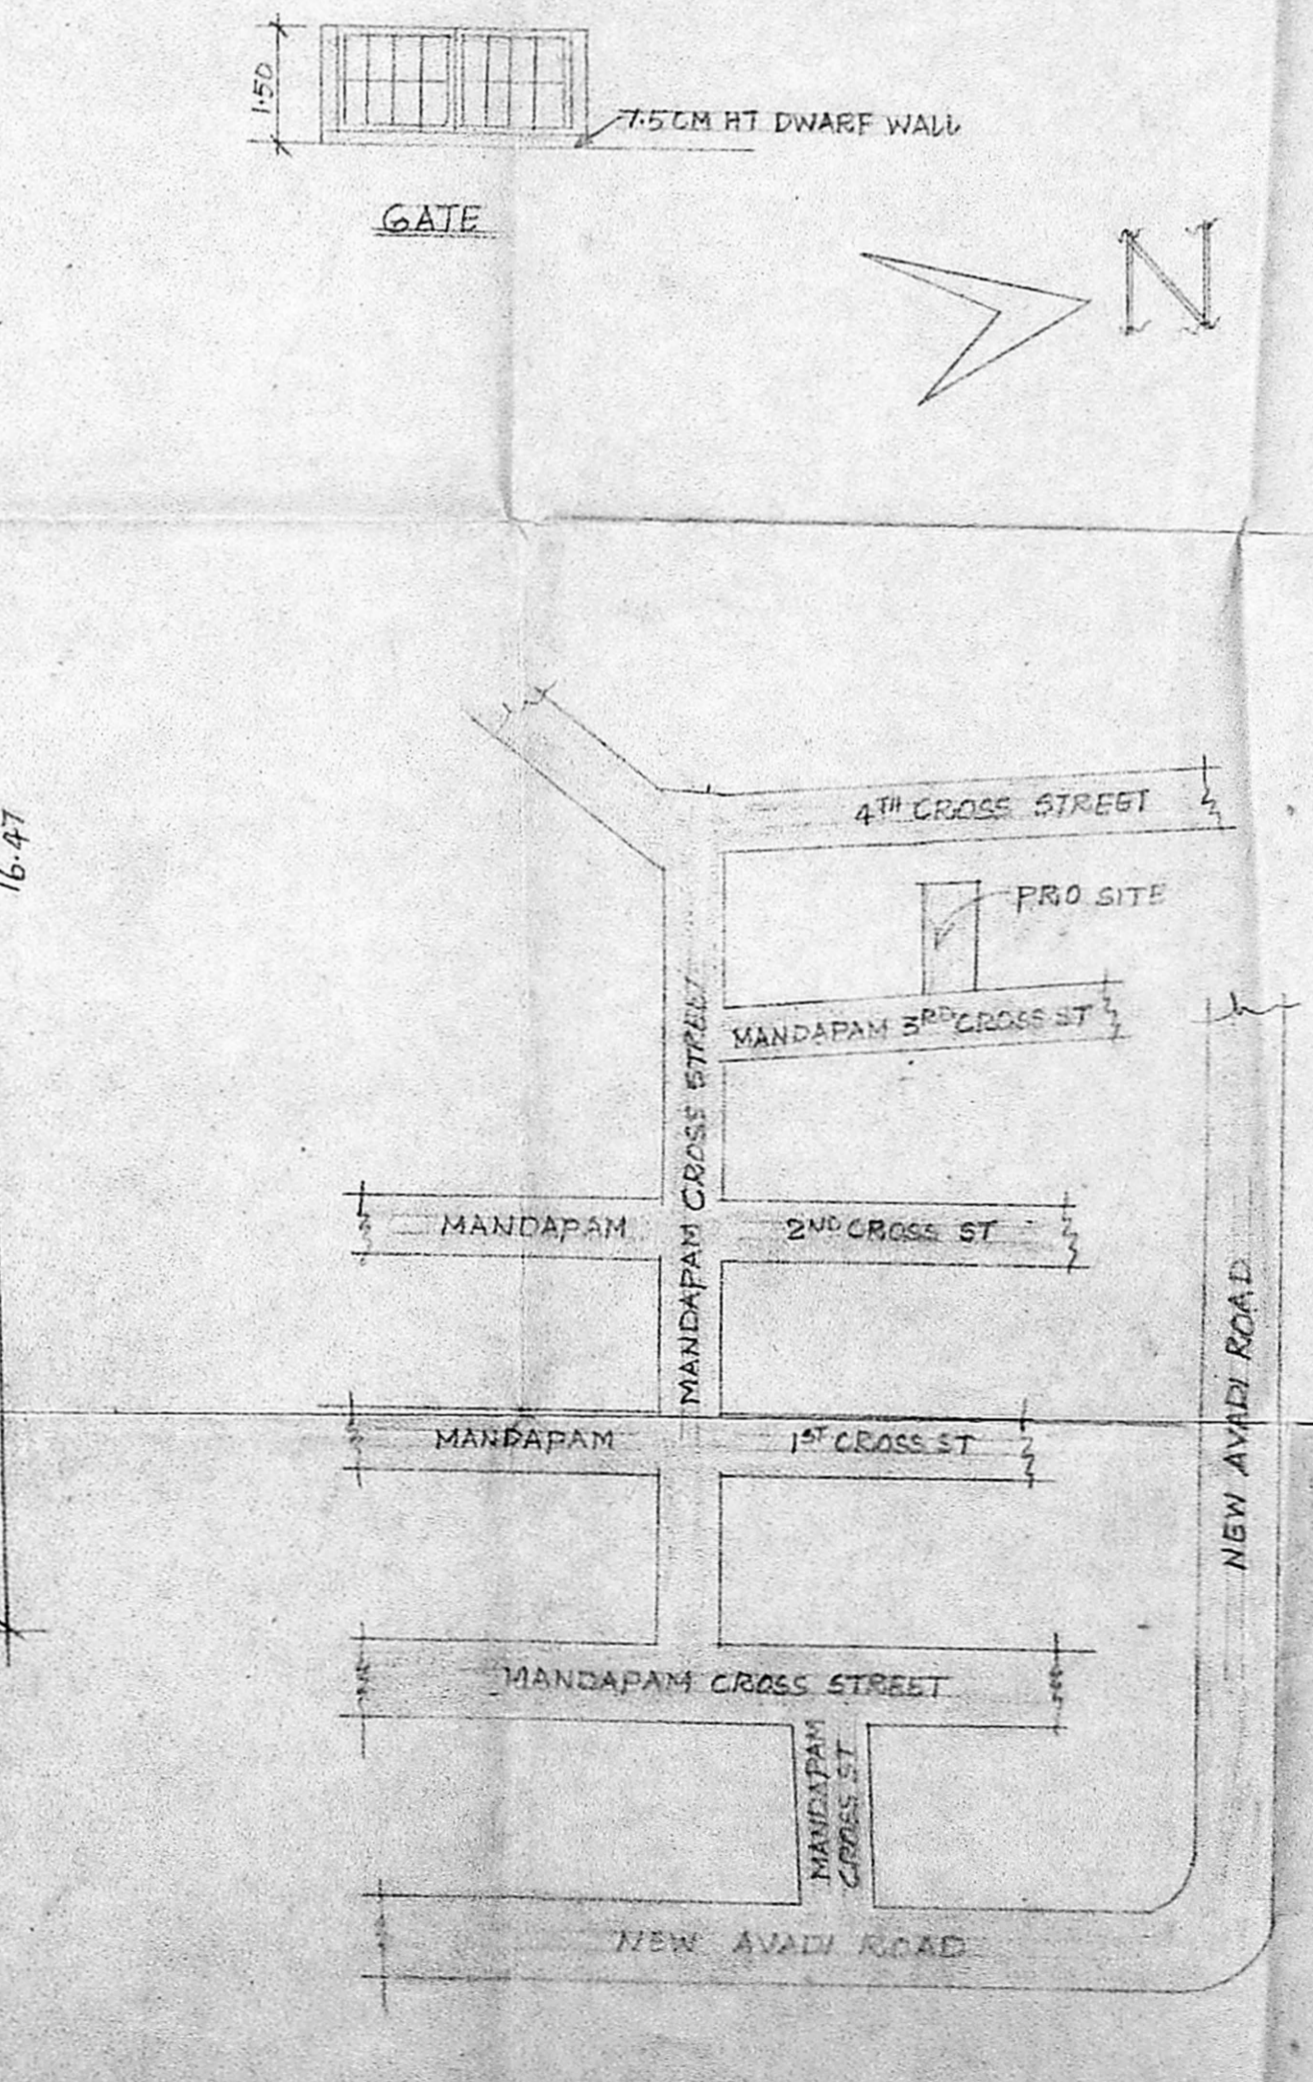 1.50
7.5 CM HT DWARF WALL
GATE
N
16.47
4TH CROSS STREET
PRO SITE
MANDAPAM 3RD CROSS ST
MANDAPAM CROSS STREET
MANDAPAM 2ND CROSS ST
MANDAPAM 1ST CROSS ST
NEW AVADI ROAD
MANDAPAM CROSS STREET
MANDAPAM
CROSS ST
NEW AVADI ROAD